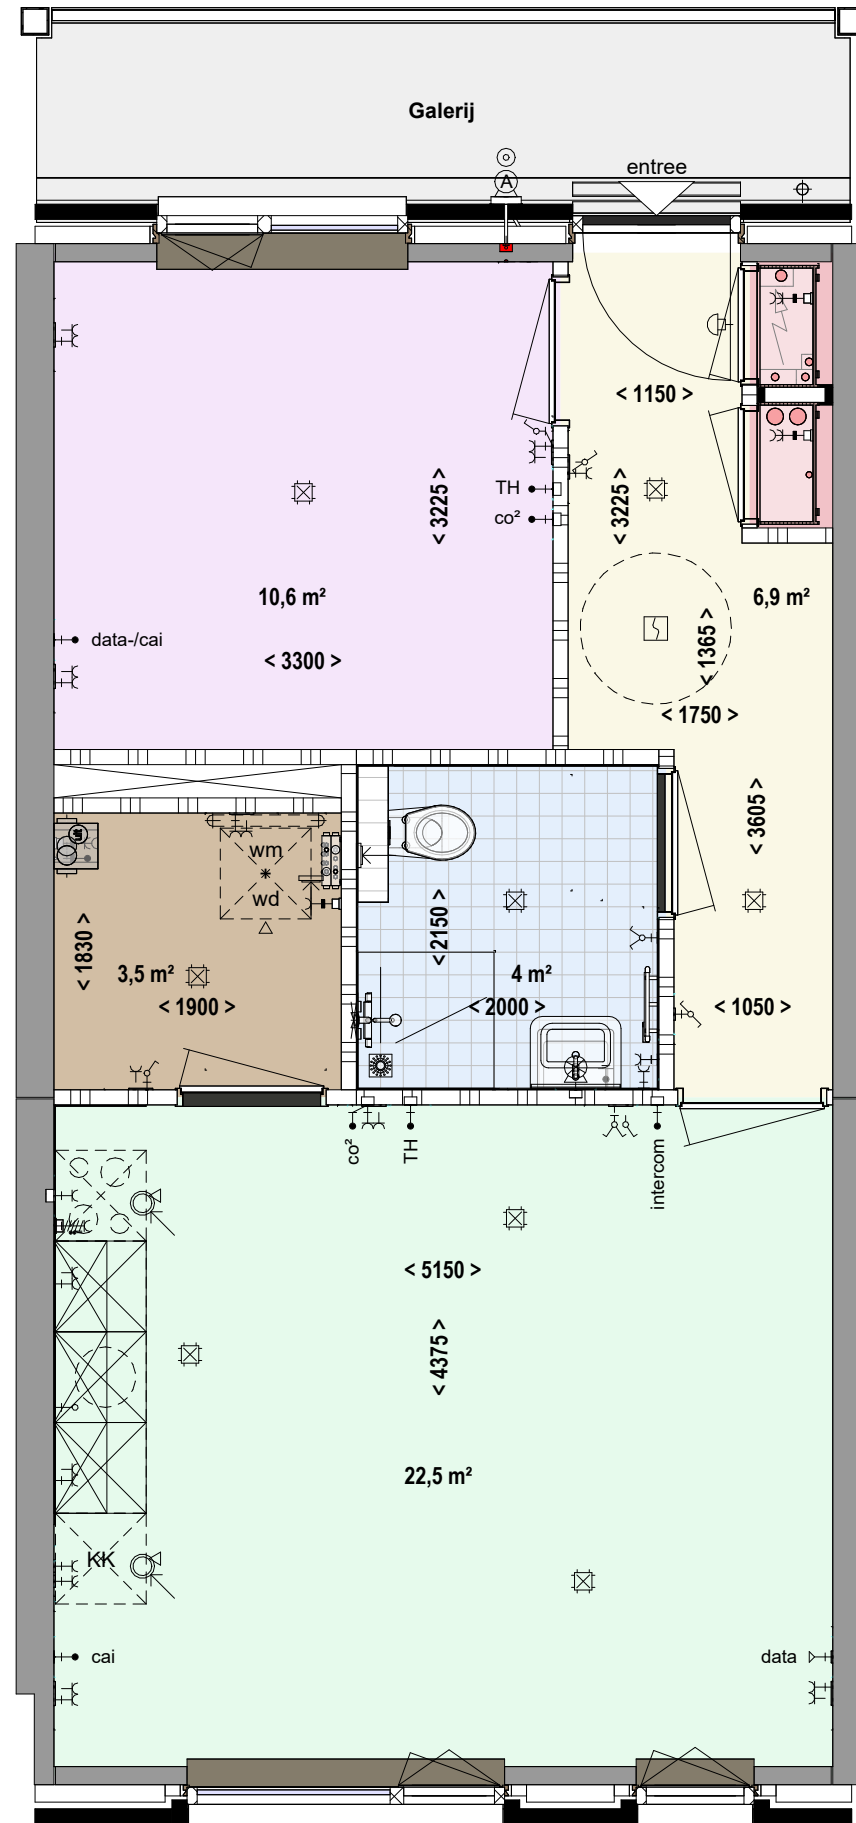 Galerij
A
entree
< 1150 >
< 3225 >
TH
co²
< 3225 >
10,6 m²
6,9 m²
data-/cai
< 3300 >
< 1365 >
< 1750 >
< 3605 >
wm
wd
< 1830 >
< 2150 >
3,5 m²
4 m²
< 1900 >
< 2000 >
< 1050 >
co²
TH
intercom
< 5150 >
< 4375 >
22,5 m²
KK
cai
data